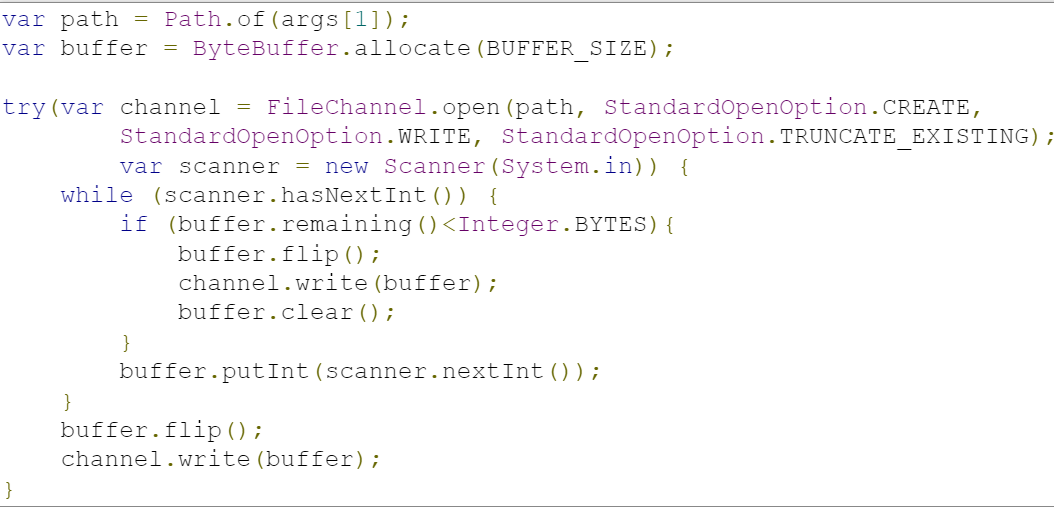 var path = Path.of(args[1]);
var buffer = ByteBuffer.allocate(BUFFER_SIZE);

try(var channel = FileChannel.open(path, StandardOpenOption.CREATE,
        StandardOpenOption.WRITE, StandardOpenOption.TRUNCATE_EXISTING);
        var scanner = new Scanner(System.in)) {
    while (scanner.hasNextInt()) {
        if (buffer.remaining()<Integer.BYTES){
            buffer.flip();
            channel.write(buffer);
            buffer.clear();
        }
        buffer.putInt(scanner.nextInt());
    }
    buffer.flip();
    channel.write(buffer);
}